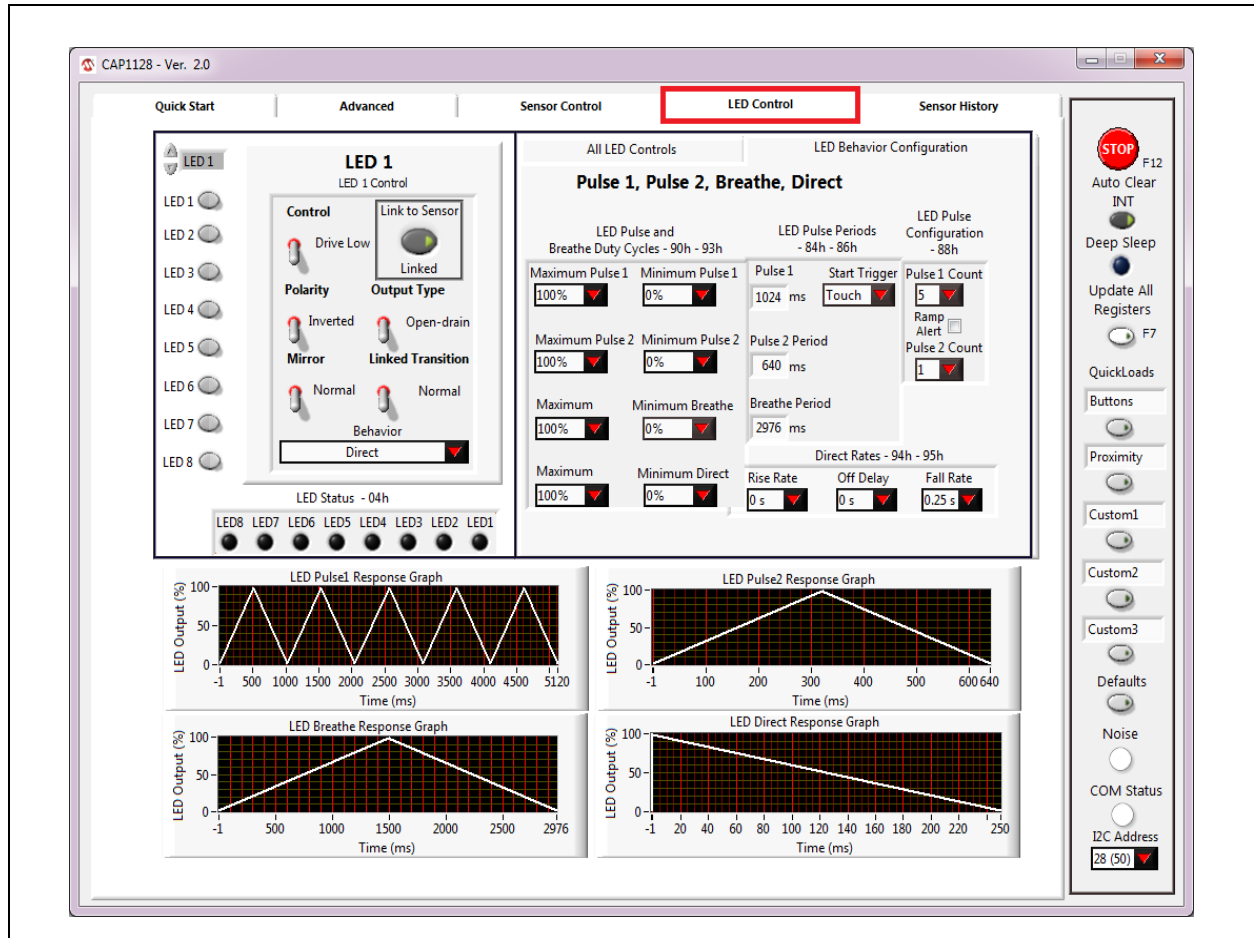 CAP1128 - Ver. 2.0
Quick Start Advanced Sensor Control LED Control Sensor History
LED 1
LED 1
LED 2
LED 3
LED 4
LED 5
LED 6
LED 7
LED 8
LED 1
LED 1 Control
Control Link to Sensor
Drive Low
Linked
Polarity Output Type
Inverted Open-drain
Mirror Linked Transition
Normal Normal
Behavior
Direct
LED Status - 04h
LED8 LED7 LED6 LED5 LED4 LED3 LED2 LED1
All LED Controls LED Behavior Configuration
Pulse 1, Pulse 2, Breathe, Direct
LED Pulse and
Breathe Duty Cycles - 90h - 93h
Maximum Pulse 1 Minimum Pulse 1
100% 0%
Maximum Pulse 2 Minimum Pulse 2
100% 0%
Maximum Minimum Breathe
100% 0%
Maximum Minimum Direct
100% 0%
LED Pulse Periods
- 84h - 86h
Pulse 1 Start Trigger
1024 ms Touch
Pulse 2 Period
640 ms
Breathe Period
2976 ms
LED Pulse
Configuration
- 88h
Pulse 1 Count
5
Ramp
Alert
Pulse 2 Count
1
Direct Rates - 94h - 95h
Rise Rate Off Delay Fall Rate
0 s 0 s 0.25 s
LED Pulse1 Response Graph
LED Output (%)
100
50
0
-1 500 1000 1500 2000 2500 3000 3500 4000 4500 5120
Time (ms)
LED Pulse2 Response Graph
LED Output (%)
100
50
0
-1 100 200 300 400 500 600 640
Time (ms)
LED Breathe Response Graph
LED Output (%)
100
50
0
-1 500 1000 1500 2000 2500 2976
Time (ms)
LED Direct Response Graph
LED Output (%)
100
50
0
-1 20 40 60 80 100 120 140 160 180 200 220 250
Time (ms)
STOP F12
Auto Clear
INT
Deep Sleep
Update All
Registers
F7
QuickLoads
Buttons
Proximity
Custom1
Custom2
Custom3
Defaults
Noise
COM Status
I2C Address
28 (50)